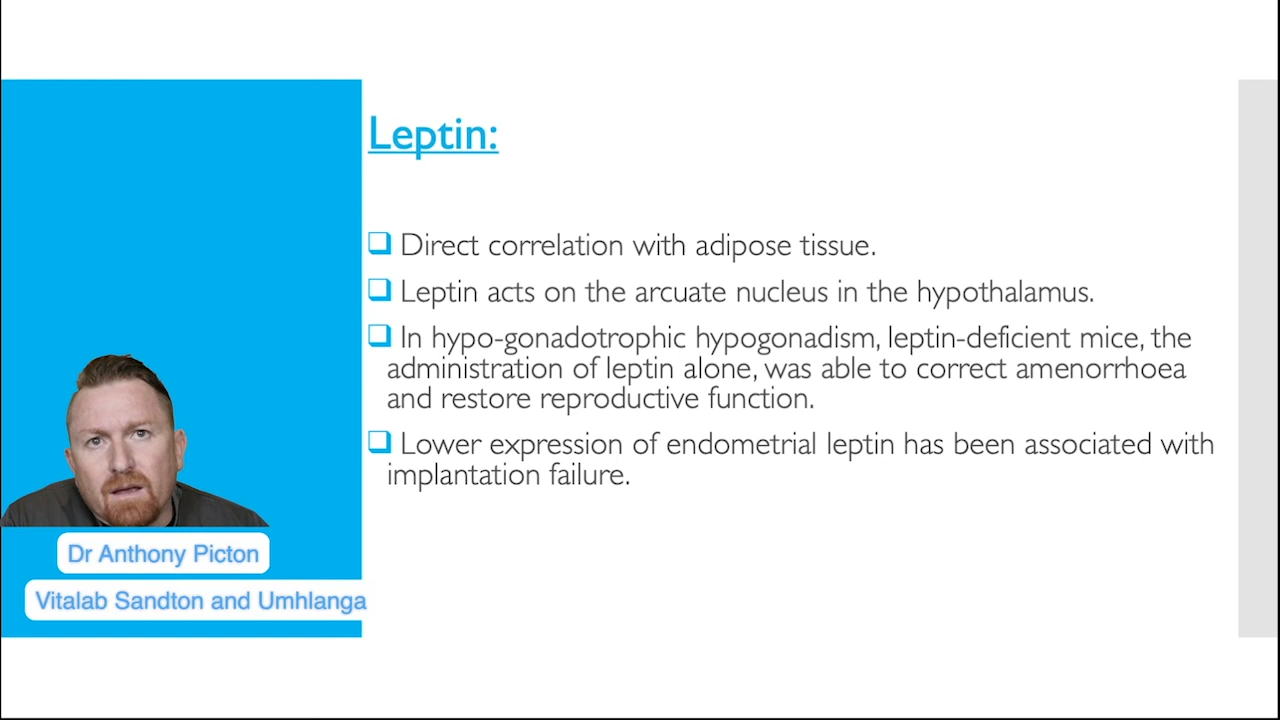 Leptin:
❑ Direct correlation with adipose tissue.
❑ Leptin acts on the arcuate nucleus in the hypothalamus.
❑ In hypo-gonadotrophic hypogonadism, leptin-deficient mice, the
administration of leptin alone, was able to correct amenorrhoea
and restore reproductive function.
❑ Lower expression of endometrial leptin has been associated with
implantation failure.
Dr Anthony Picton
Vitalab Sandton and Umhlanga